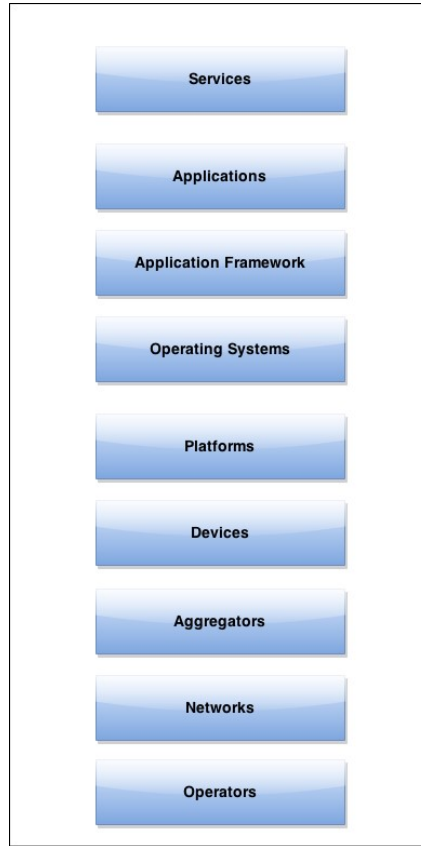 Services
Applications
Application Framework
Operating Systems
Platforms
Devices
Aggregators
Networks
Operators